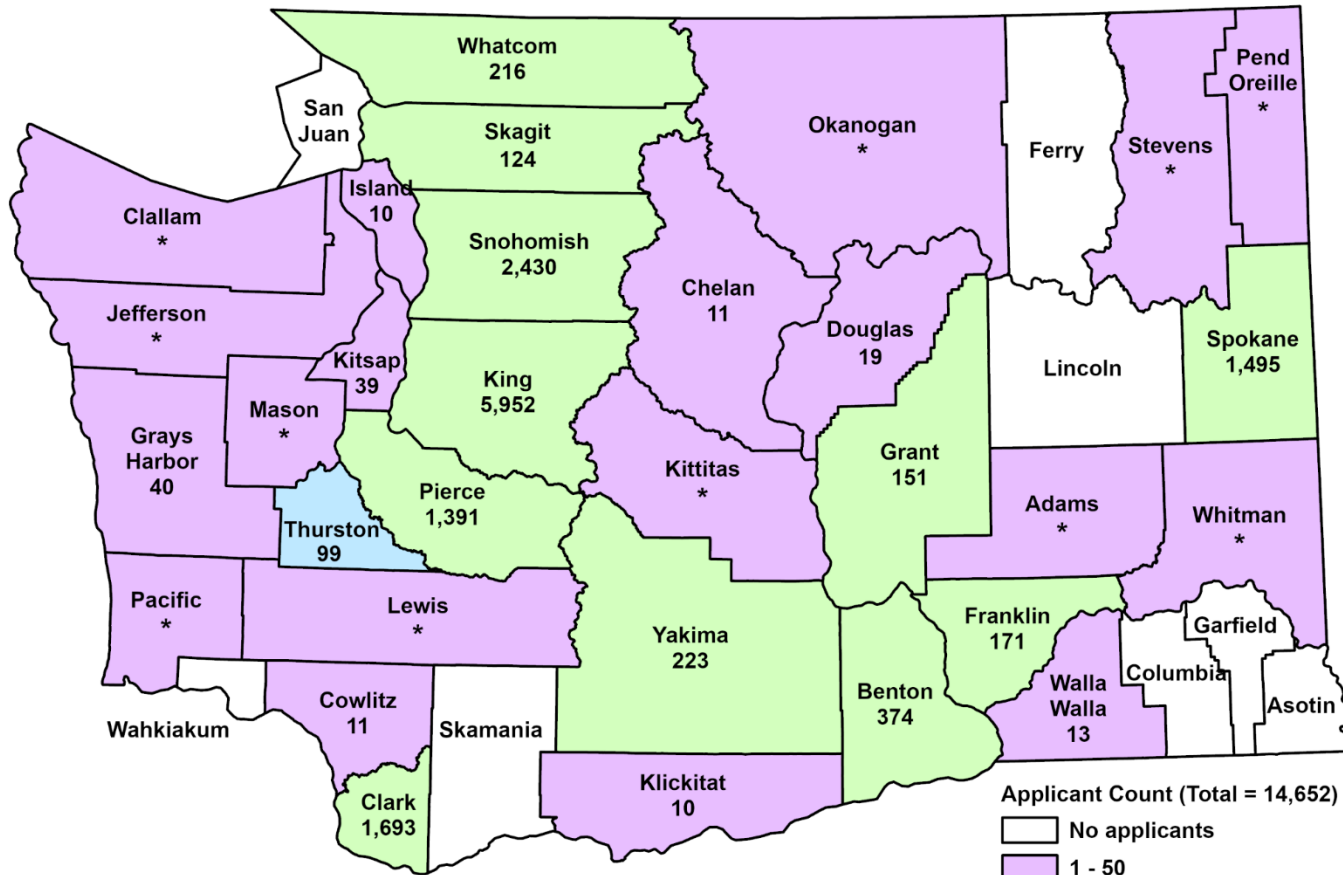 Whatcom
216
San
Juan
Skagit
124
Island
10
Clallam
*
Snohomish
2,430
Jefferson
*
Kitsap
39
King
5,952
Mason
*
Grays
Harbor
40
Thurston
99
Pierce
1,391
Pacific
*
Lewis
*
Wahkiakum
Cowlitz
11
Skamania
Clark
1,693
Okanogan
*
Chelan
11
Douglas
19
Kittitas
*
Yakima
223
Klickitat
10
Ferry
Stevens
*
Pend
Oreille
*
Lincoln
Spokane
1,495
Grant
151
Adams
*
Whitman
*
Benton
374
Franklin
171
Walla
Walla
13
Columbia
Garfield
Asotin
Applicant Count (Total = 14,652)
No applicants
1 - 50